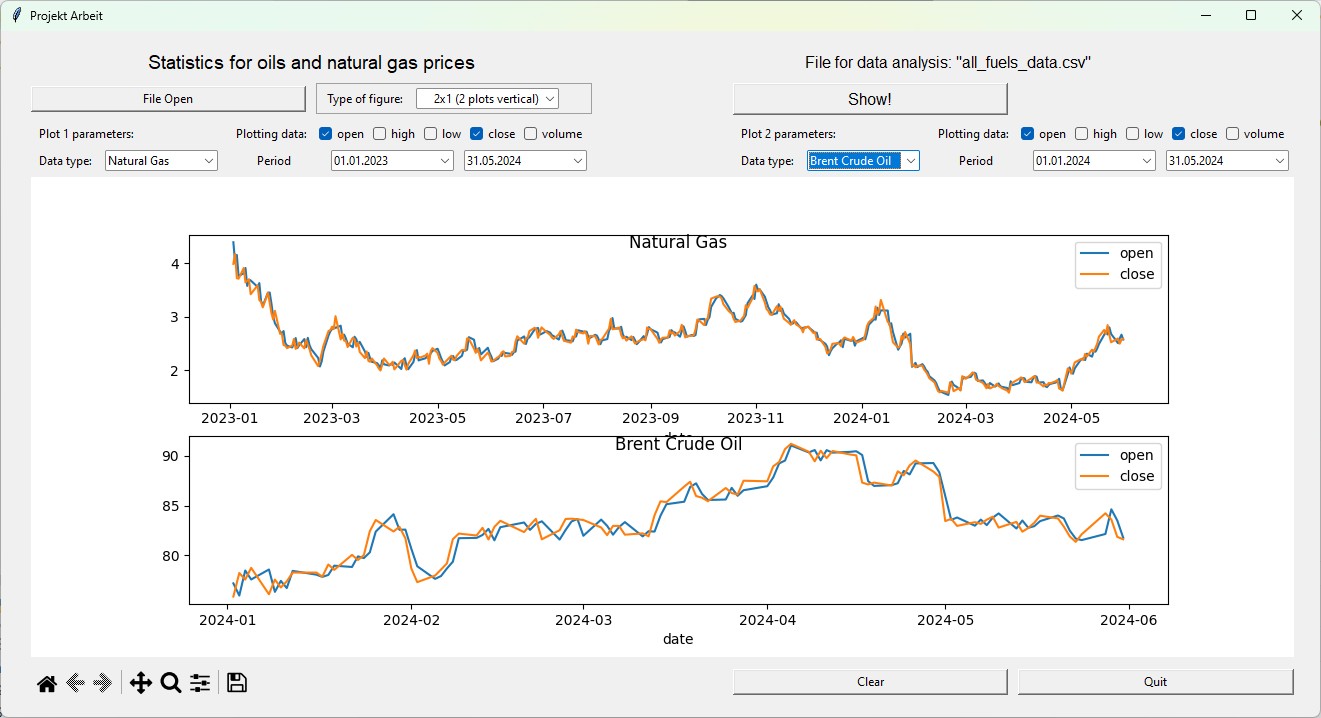 Projekt Arbeit
Statistics for oils and natural gas prices
File for data analysis: "all_fuels_data.csv"
File Open
Type of figure: 2x1 (2 plots vertical)
Show!
Plot 1 parameters: Plotting data: open high low close volume
Plot 2 parameters: Plotting data: open high low close volume
Data type: Natural Gas Period 01.01.2023 31.05.2024
Data type: Brent Crude Oil Period 01.01.2024 31.05.2024
Natural Gas
open
close
4
3
2
2023-01 2023-03 2023-05 2023-07 2023-09 2023-11 2024-01 2024-03 2024-05
Brent Crude Oil
open
close
90
85
80
2024-01 2024-02 2024-03 2024-04 2024-05 2024-06
date
Clear
Quit